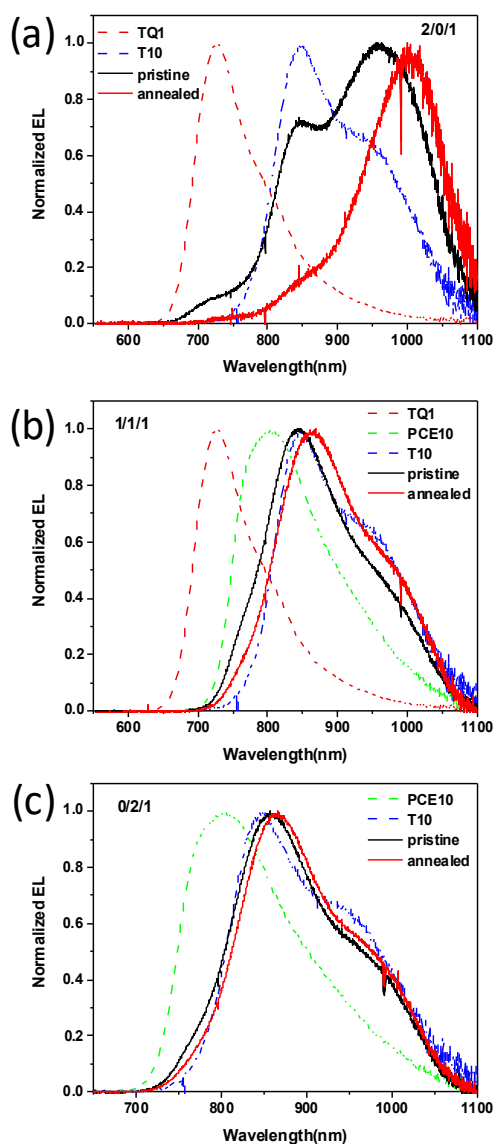 (a)
TQ1
T10
pristine
annealed
2/0/1
Normalized EL
1.0
0.8
0.6
0.4
0.2
0.0
600 700 800 900 1000 1100
Wavelength(nm)
(b)
1/1/1
TQ1
PCE10
T10
pristine
annealed
Normalized EL
1.0
0.8
0.6
0.4
0.2
0.0
600 700 800 900 1000 1100
Wavelength(nm)
(c)
0/2/1
PCE10
T10
pristine
annealed
Normalized EL
1.0
0.8
0.6
0.4
0.2
0.0
700 800 900 1000 1100
Wavelength(nm)